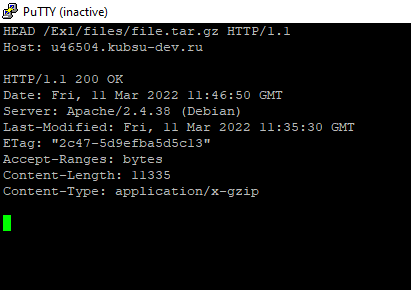 PuTTY (inactive)
HEAD /Ex1/files/file.tar.gz HTTP/1.1
Host: u46504.kubsu-dev.ru
HTTP/1.1 200 OK
Date: Fri, 11 Mar 2022 11:46:50 GMT
Server: Apache/2.4.38 (Debian)
Last-Modified: Fri, 11 Mar 2022 11:35:30 GMT
ETag: "2c47-5d9efba5d5c13"
Accept-Ranges: bytes
Content-Length: 11335
Content-Type: application/x-gzip